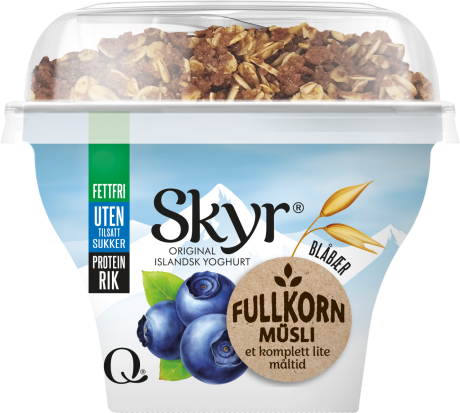 FETTFRI
UTEN
TILSATT
SUKKER
PROTEIN
RIK
Skyr®
ORIGINAL
ISLANDSK YOGHURT
BLÅBÆR
FULLKORN
MÜSLI
et komplett lite
måltid
Q®